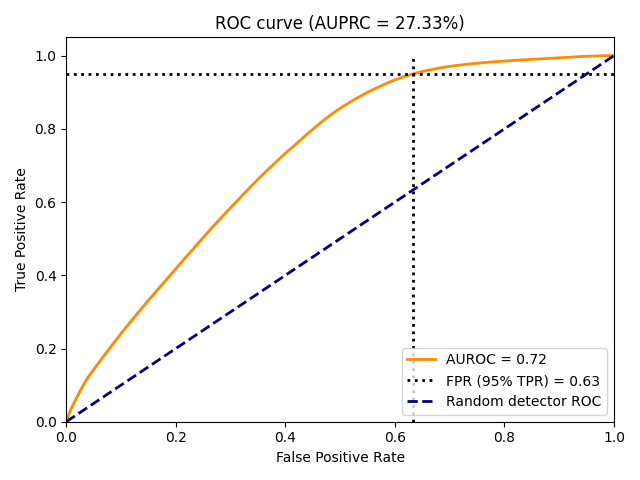 ROC curve (AUPRC = 27.33%)
True Positive Rate
1.0
0.8
0.6
0.4
0.2
0.0
AUROC = 0.72
FPR (95% TPR) = 0.63
Random detector ROC
0.0 0.2 0.4 0.6 0.8 1.0
False Positive Rate